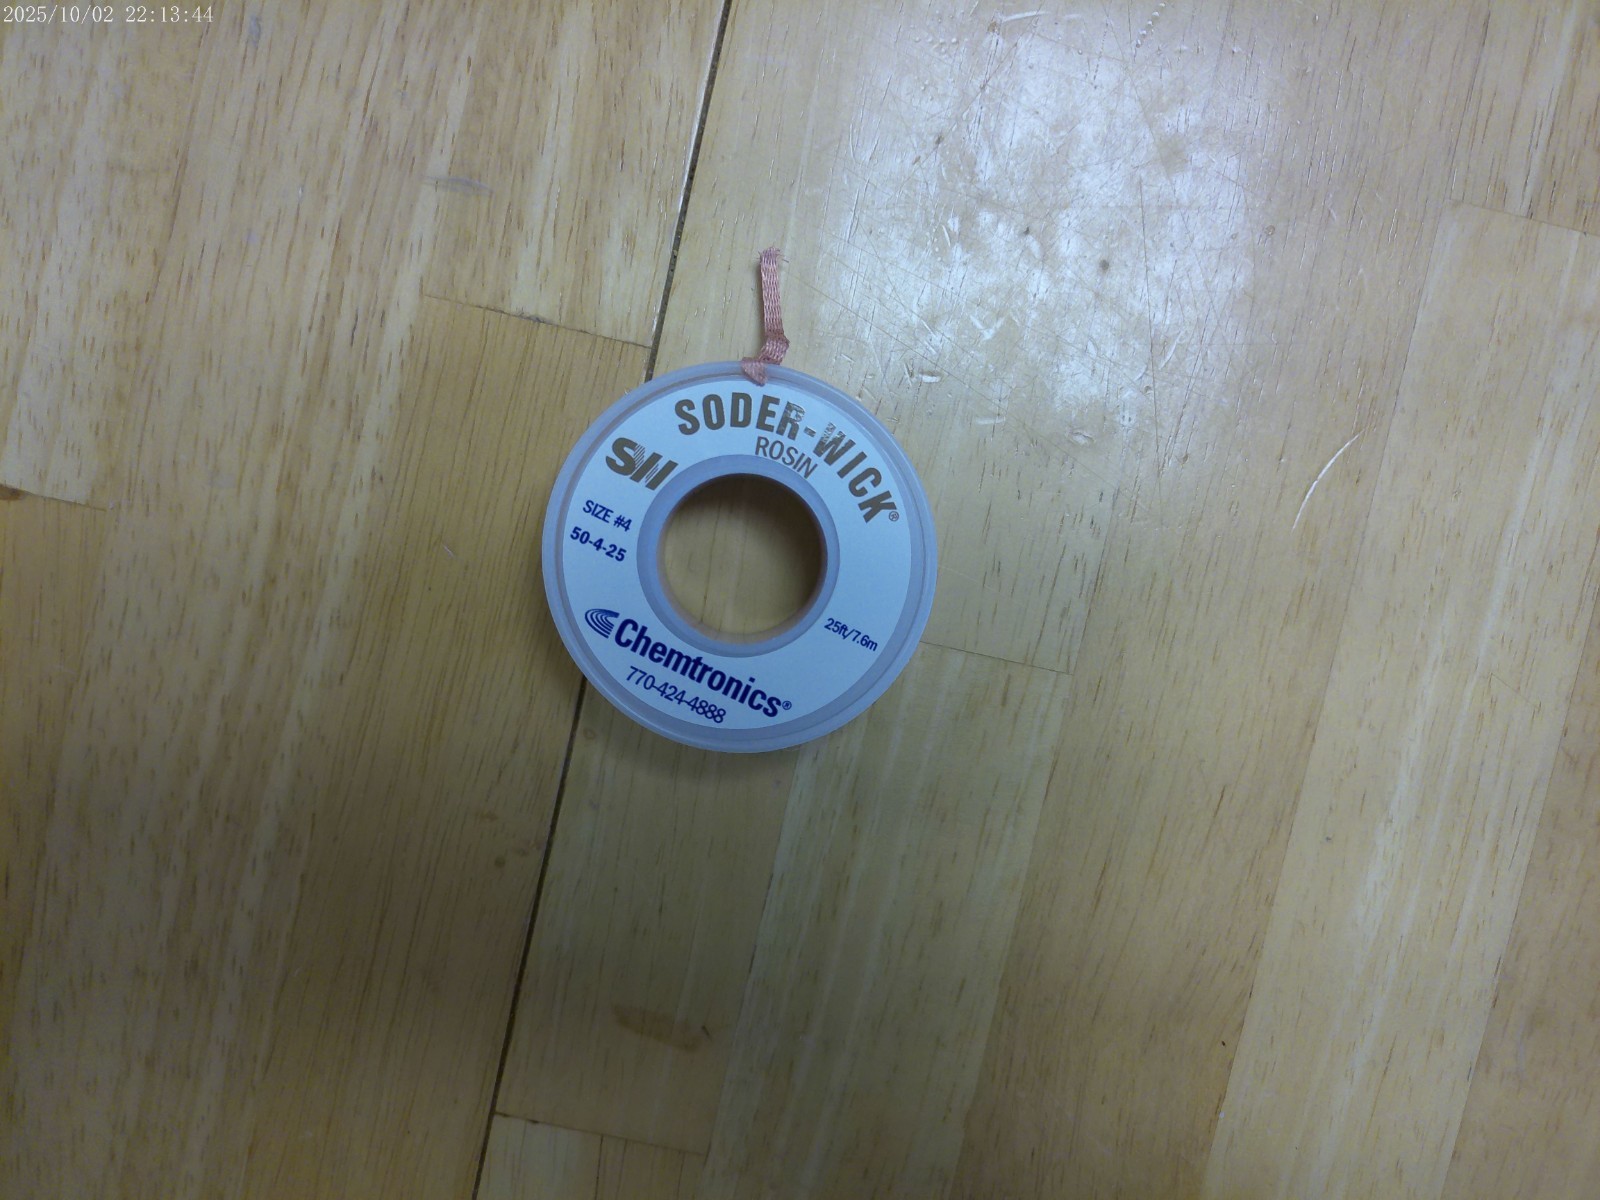 2025/10/02 22:13:44
SODER-WICK®
ROSIN
SW
SIZE #4
50-4-25
25ft/7.6m
Chemtronics®
770-424-4888